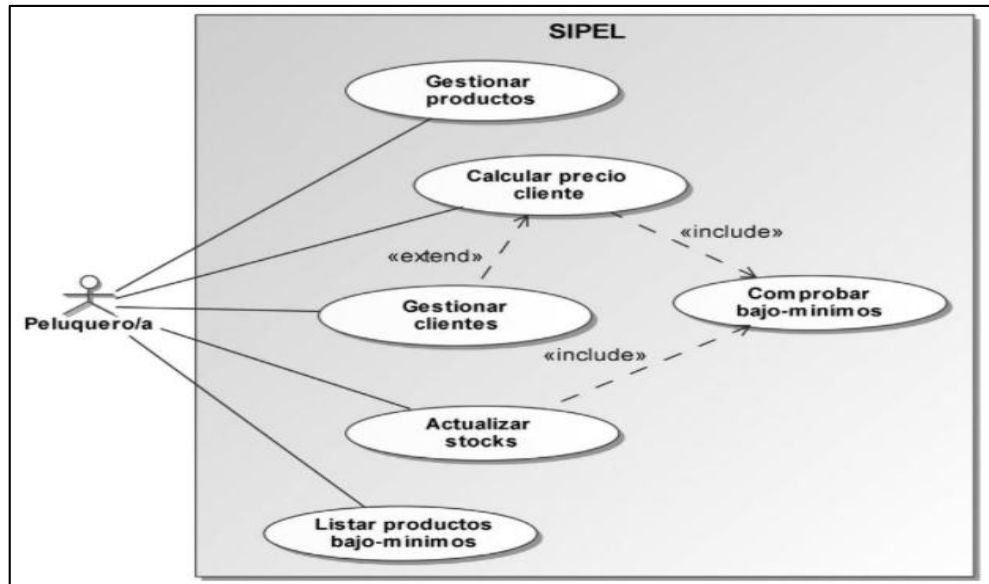 SIPEL
Gestionar
productos
Calcular precio
cliente
«extend»
«include»
Peluquero/a
Gestionar
clientes
Comprobar
bajo-mínimos
«include»
Actualizar
stocks
Listar productos
bajo-mínimos